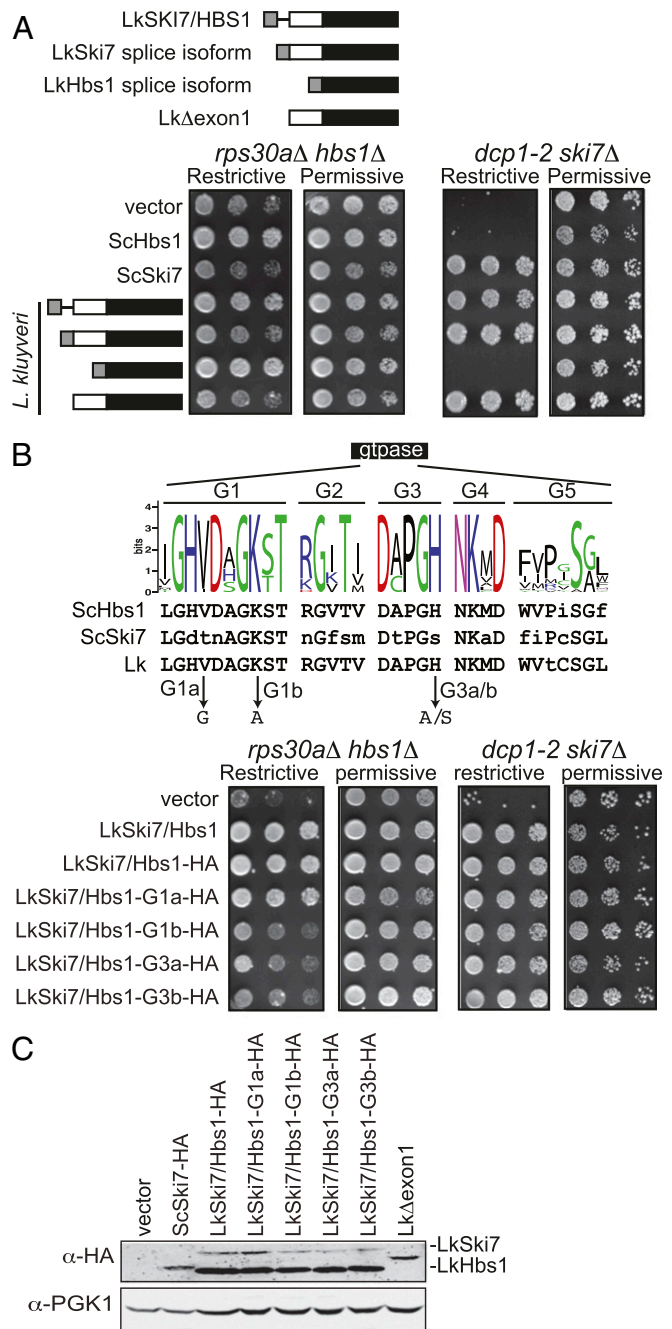 A
LkSKI7/HBS1
LkSki7 splice isoform
LkHbs1 splice isoform
LkΔexon1
rps30aΔ hbs1Δ
dcp1-2 ski7Δ
Restrictive Permissive
Restrictive Permissive
vector
ScHbs1
ScSki7
L. kluyveri
B
gtpase
G1 G2 G3 G4 G5
4
3
2
1
0
bits
ScHbs1 LGHVDAGKST RGVTV DAPGH NKMD WVPiSGf
ScSki7 LGdtnAGKST nGfsm DtPGs NKaD fiPcSGL
Lk LGHVDAGKST RGVTV DAPGH NKMD WVtCSGL
G1a G1b G3a/b
G A A/S
rps30aΔ hbs1Δ
dcp1-2 ski7Δ
Restrictive permissive
restrictive permissive
vector
LkSki7/Hbs1
LkSki7/Hbs1-HA
LkSki7/Hbs1-G1a-HA
LkSki7/Hbs1-G1b-HA
LkSki7/Hbs1-G3a-HA
LkSki7/Hbs1-G3b-HA
C
vector
ScSki7-HA
LkSki7/Hbs1-HA
LkSki7/Hbs1-G1a-HA
LkSki7/Hbs1-G1b-HA
LkSki7/Hbs1-G3a-HA
LkSki7/Hbs1-G3b-HA
LkΔexon1
α-HA
-LkSki7
-LkHbs1
α-PGK1